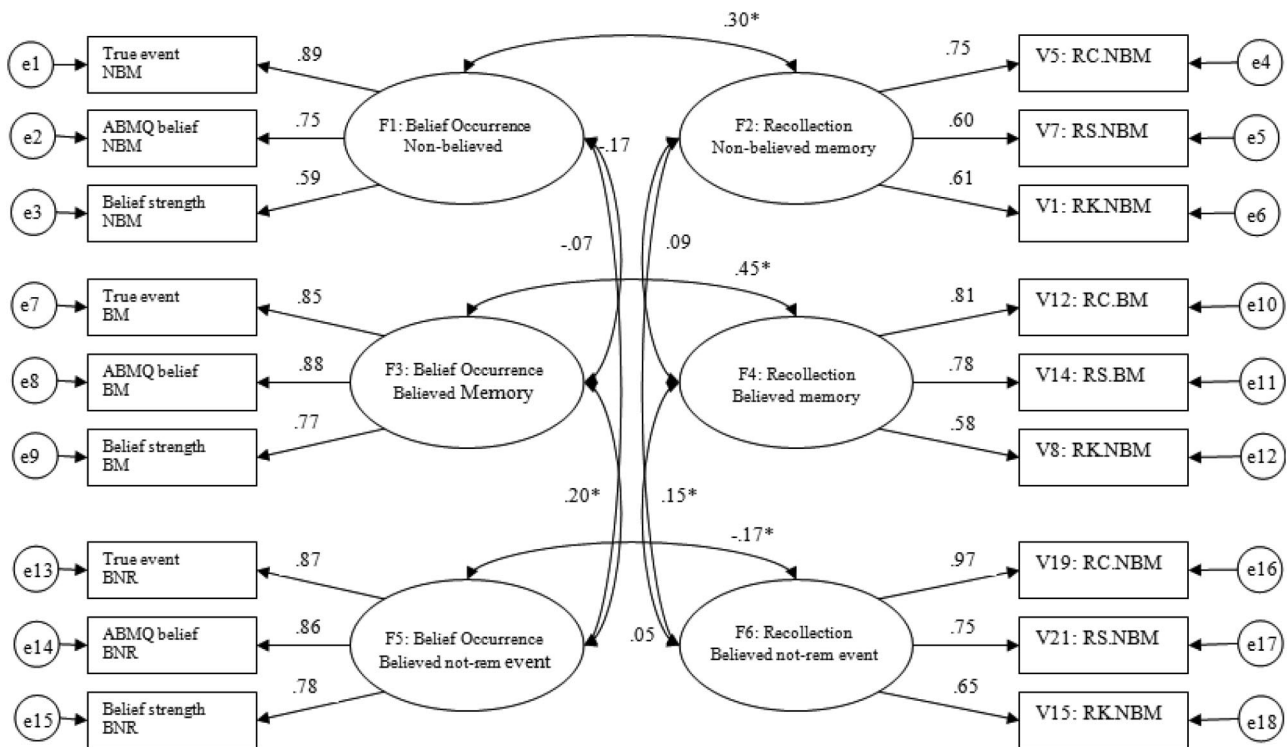 .30*
e1
True event
NBM
.89
F1: Belief Occurrence
Non-believed
e2
ABMQ belief
NBM
.75
e3
Belief strength
NBM
.59
F2: Recollection
Non-believed memory
.75
V5: RC.NBM
e4
.60
V7: RS.NBM
e5
.61
V1: RK.NBM
e6
-.17
-.07
.09
.45*
e7
True event
BM
.85
F3: Belief Occurrence
Believed Memory
e8
ABMQ belief
BM
.88
e9
Belief strength
BM
.77
F4: Recollection
Believed memory
.81
V12: RC.BM
e10
.78
V14: RS.BM
e11
.58
V8: RK.NBM
e12
.20*
.15*
-.17*
e13
True event
BNR
.87
F5: Belief Occurrence
Believed not-rem event
e14
ABMQ belief
BNR
.86
e15
Belief strength
BNR
.78
.05
F6: Recollection
Believed not-rem event
.97
V19: RC.NBM
e16
.75
V21: RS.NBM
e17
.65
V15: RK.NBM
e18